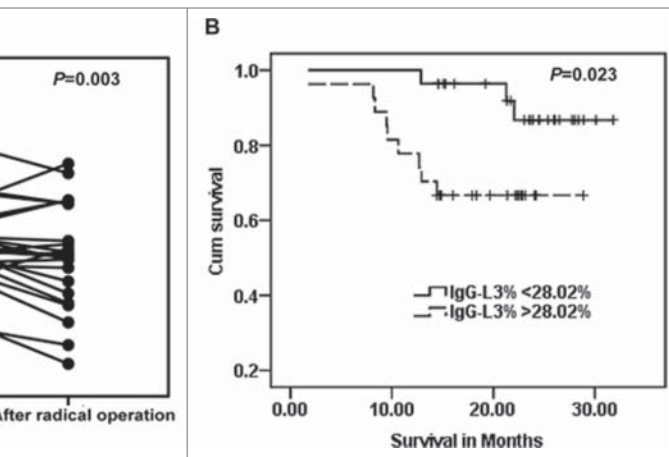 P=0.003
After radical operation
B
P=0.023
1.0
0.8
0.6
0.4
0.2
Cum survival
IgG-L3% <28.02%
IgG-L3% >28.02%
0.00 10.00 20.00 30.00
Survival in Months